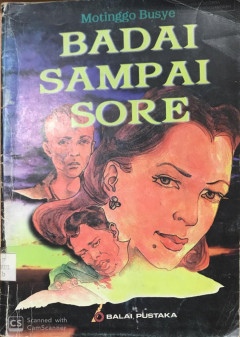 Motinggo Busye
BADAI
SAMPAI
SORE
BALAI PUSTAKA
CS Scanned with
CamScanner